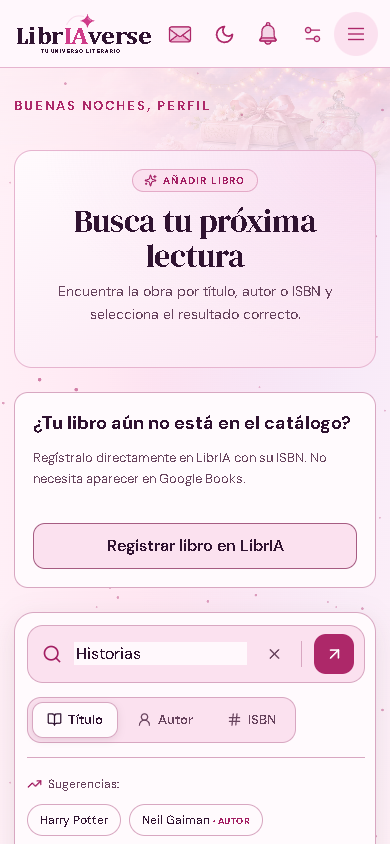 LibrIAverse
TU UNIVERSO LITERARIO
BUENAS NOCHES, PERFIL
AÑADIR LIBRO
Busca tu próxima
lectura
Encuentra la obra por título, autor o ISBN y
selecciona el resultado correcto.
¿Tu libro aún no está en el catálogo?
Regístralo directamente en LibrIA con su ISBN. No
necesita aparecer en Google Books.
Registrar libro en LibrIA
Historias
Título Autor ISBN
Sugerencias:
Harry Potter Neil Gaiman · AUTOR